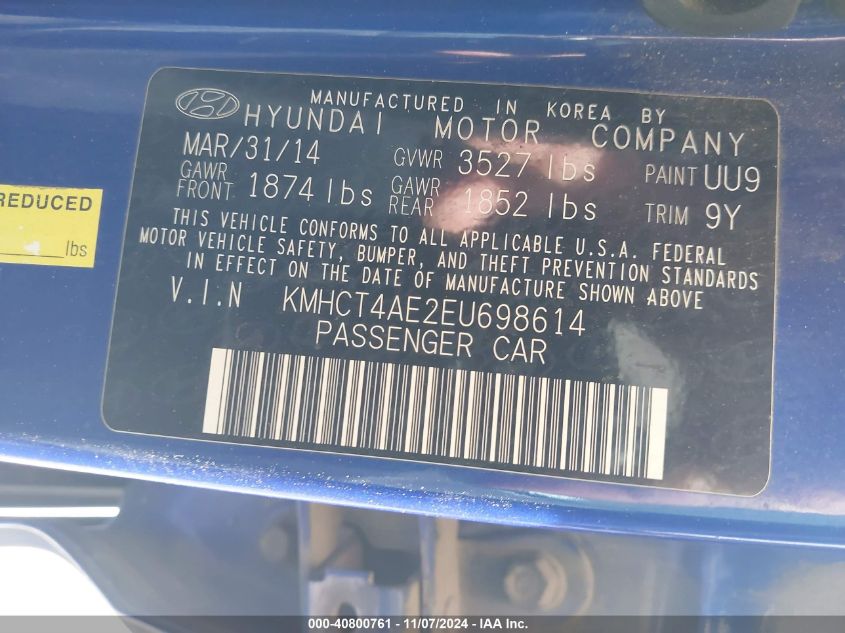 MANUFACTURED IN KOREA BY
HYUNDAI MOTOR COMPANY
MAR/31/14 GVWR 3527 lbs PAINT UU9
GAWR FRONT 1874 lbs GAWR REAR 1852 lbs TRIM 9Y
THIS VEHICLE CONFORMS TO ALL APPLICABLE U.S.A. FEDERAL
MOTOR VEHICLE SAFETY, BUMPER, AND THEFT PREVENTION STANDARDS
IN EFFECT ON THE DATE OF MANUFACTURE SHOWN ABOVE
V.I.N KMHCT4AE2EU698614
PASSENGER CAR
REDUCED
lbs
000-40800761 - 11/07/2024 - IAA Inc.